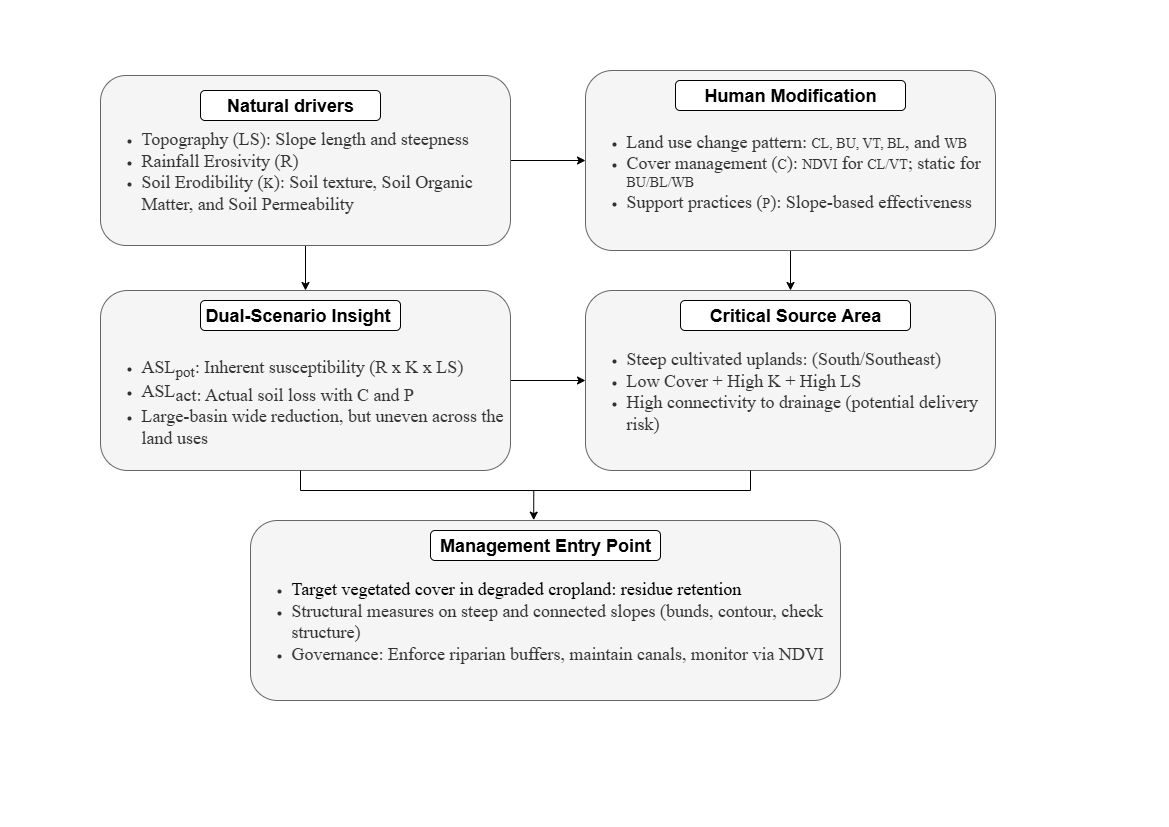 Natural drivers
• Topography (LS): Slope length and steepness
• Rainfall Erosivity (R)
• Soil Erodibility (K): Soil texture, Soil Organic
Matter, and Soil Permeability
Human Modification
• Land use change pattern: CL, BU, VT, BL, and WB
• Cover management (C): NDVI for CL/VT; static for
BU/BL/WB
• Support practices (P): Slope-based effectiveness
Dual-Scenario Insight
• ASLpot: Inherent susceptibility (R x K x LS)
• ASLact: Actual soil loss with C and P
• Large-basin wide reduction, but uneven across the
land uses
Critical Source Area
• Steep cultivated uplands: (South/Southeast)
• Low Cover + High K + High LS
• High connectivity to drainage (potential delivery
risk)
Management Entry Point
• Target vegetated cover in degraded cropland: residue retention
• Structural measures on steep and connected slopes (bunds, contour, check
structure)
• Governance: Enforce riparian buffers, maintain canals, monitor via NDVI